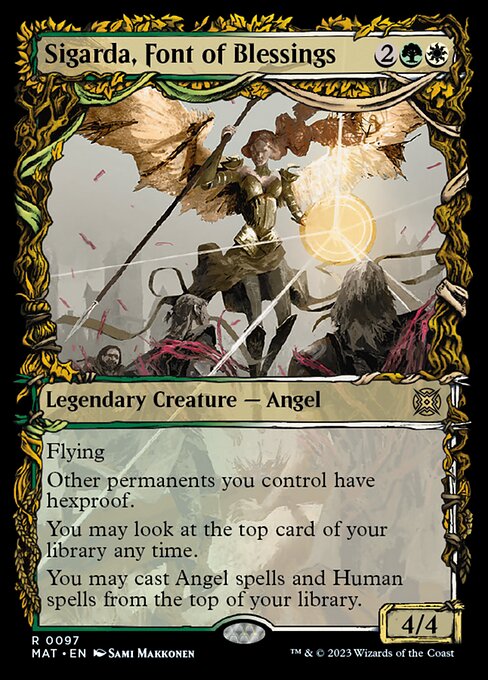 Sigarda, Font of Blessings 2
Legendary Creature — Angel
Flying
Other permanents you control have
hexproof.
You may look at the top card of your
library any time.
You may cast Angel spells and Human
spells from the top of your library.
4/4
R 0097
MAT • EN Sami Makkonen
™ & © 2023 Wizards of the Coast